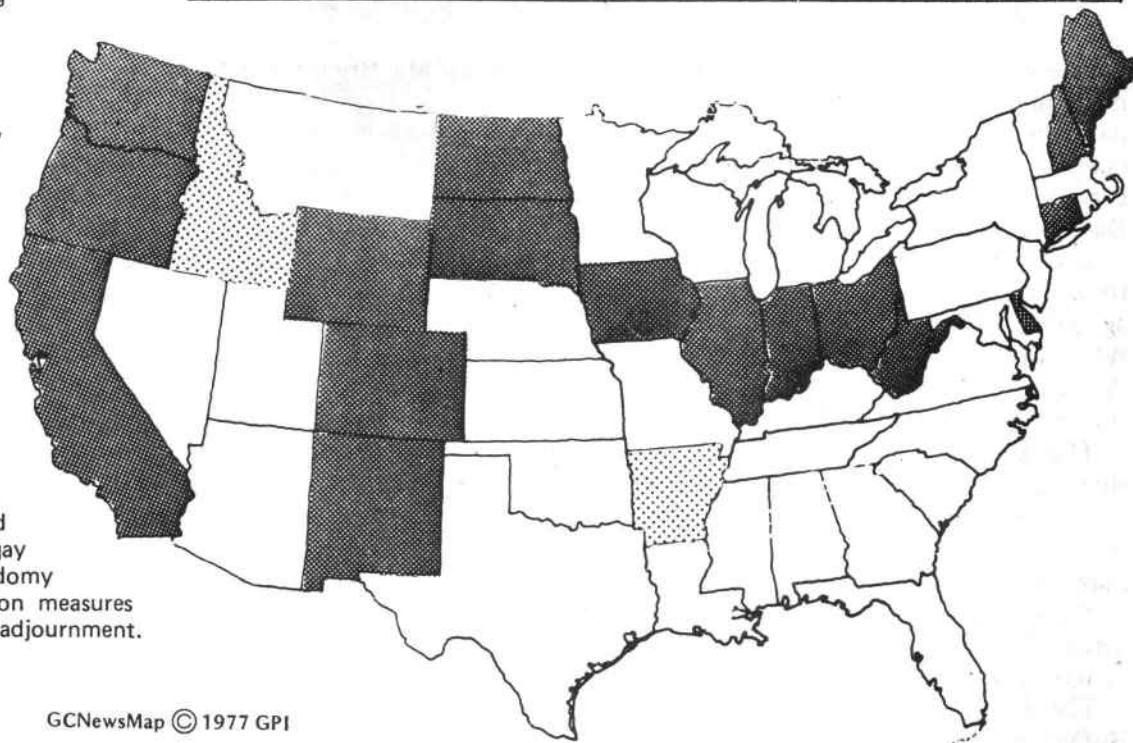 d
gay
domy
on measures
adjournment.
GCNewsMap © 1977 GPI